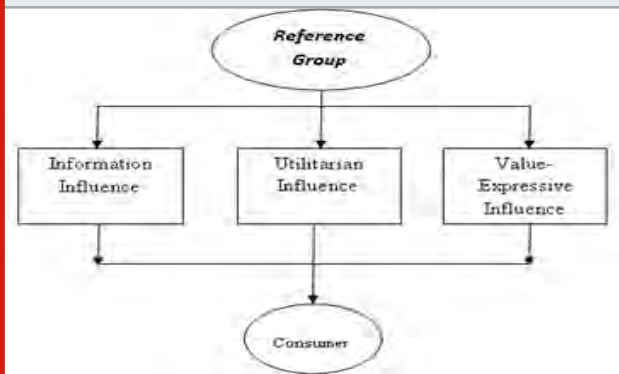 Reference
Group
Information
Influence
Utilitarian
Influence
Value-
Expressive
Influence
Consumer